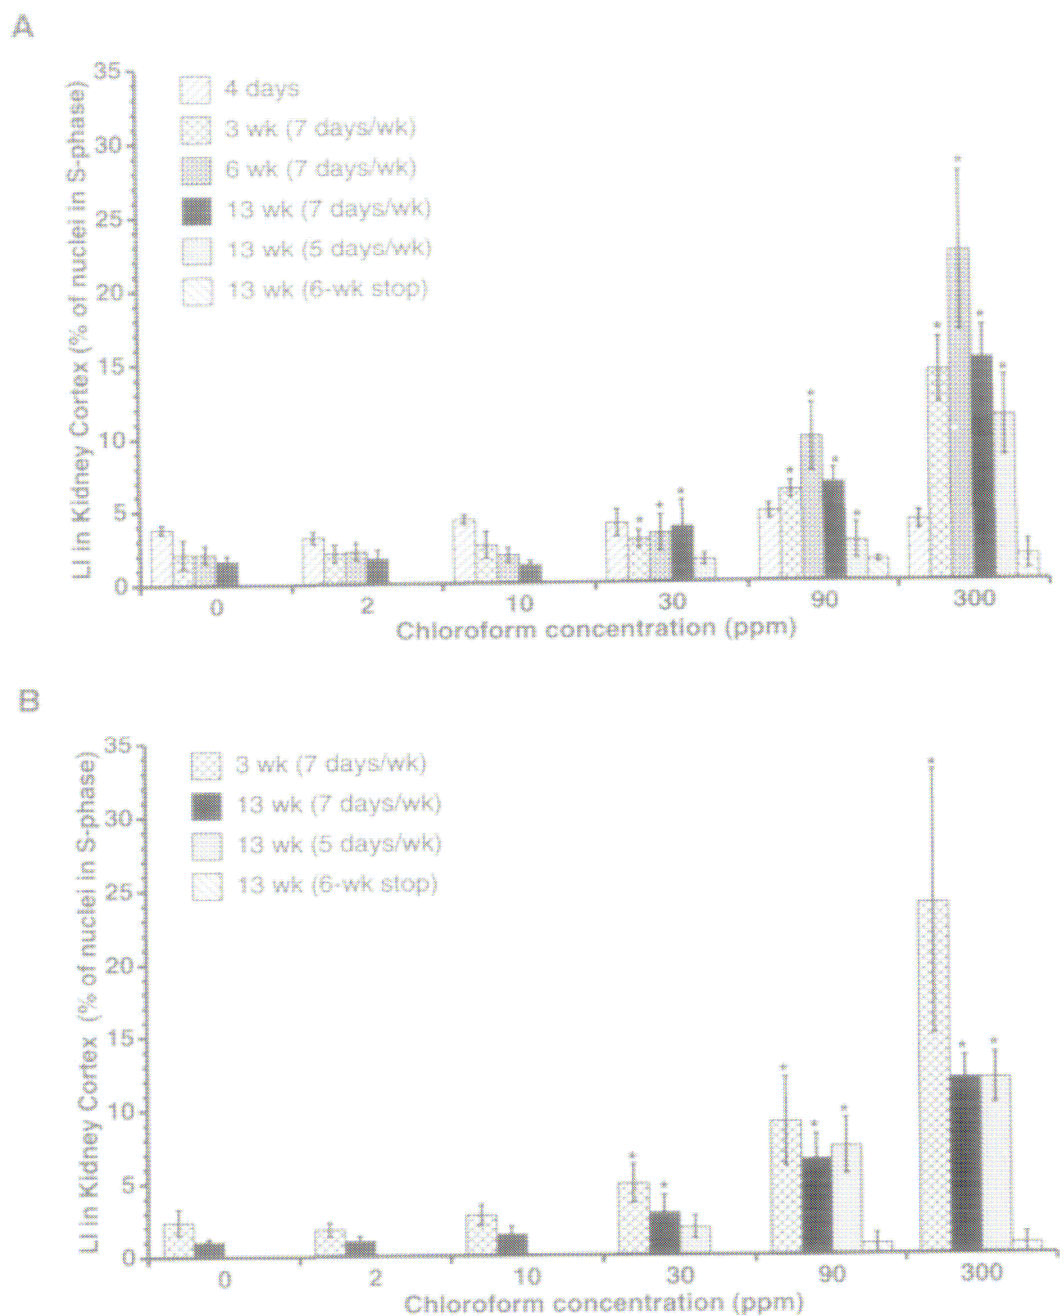 A
35
30
25
20
15
10
5
0
LI in Kidney Cortex (% of nuclei in S-phase)
4 days
3 wk (7 days/wk)
6 wk (7 days/wk)
13 wk (7 days/wk)
13 wk (5 days/wk)
13 wk (6-wk stop)
* * * * * * * * * * *
0 2 10 30 90 300
Chloroform concentration (ppm)
B
35
30
25
20
15
10
5
0
LI in Kidney Cortex (% of nuclei in S-phase)
3 wk (7 days/wk)
13 wk (7 days/wk)
13 wk (5 days/wk)
13 wk (6-wk stop)
* * * * * * * *
0 2 10 30 90 300
Chloroform concentration (ppm)